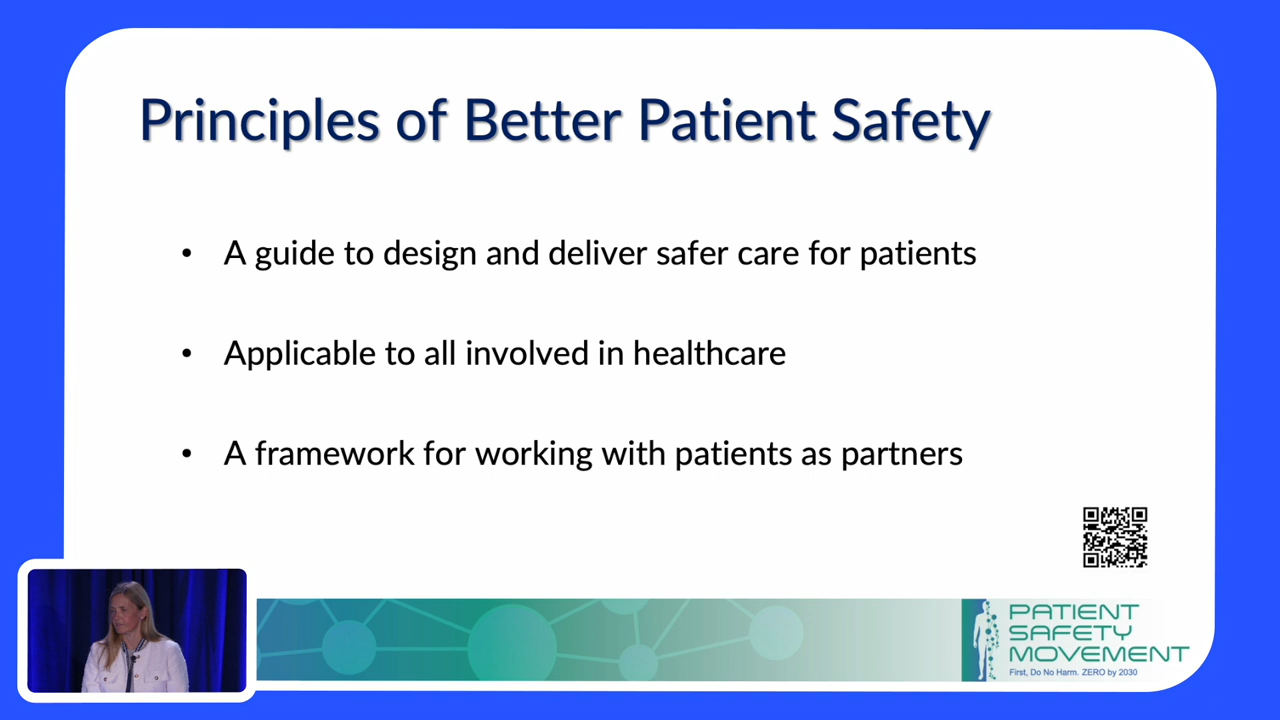 Principles of Better Patient Safety
• A guide to design and deliver safer care for patients
• Applicable to all involved in healthcare
• A framework for working with patients as partners
PATIENT
SAFETY
MOVEMENT
First, Do No Harm. ZERO by 2030